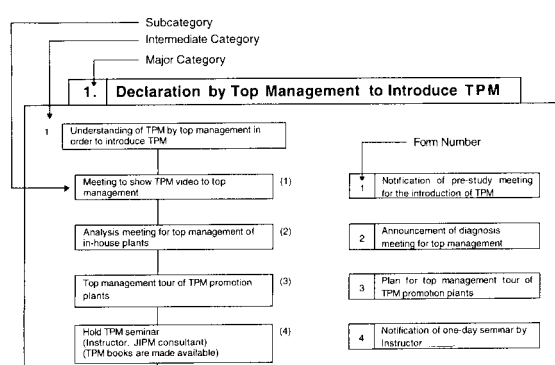 Subcategory
Intermediate Category
Major Category
1. Declaration by Top Management to Introduce TPM
1 Understanding of TPM by top management in
order to introduce TPM
Form Number
Meeting to show TPM video to top
management
(1)
1 Notification of pre-study meeting
for the introduction of TPM
Analysis meeting for top management of
in-house plants
(2)
2 Announcement of diagnosis
meeting for top management
Top management tour of TPM promotion
plants
(3)
3 Plan for top management tour of
TPM promotion plants
Hold TPM seminar
(Instructor, JIPM consultant)
(TPM books are made available)
(4)
4 Notification of one-day seminar by
Instructor